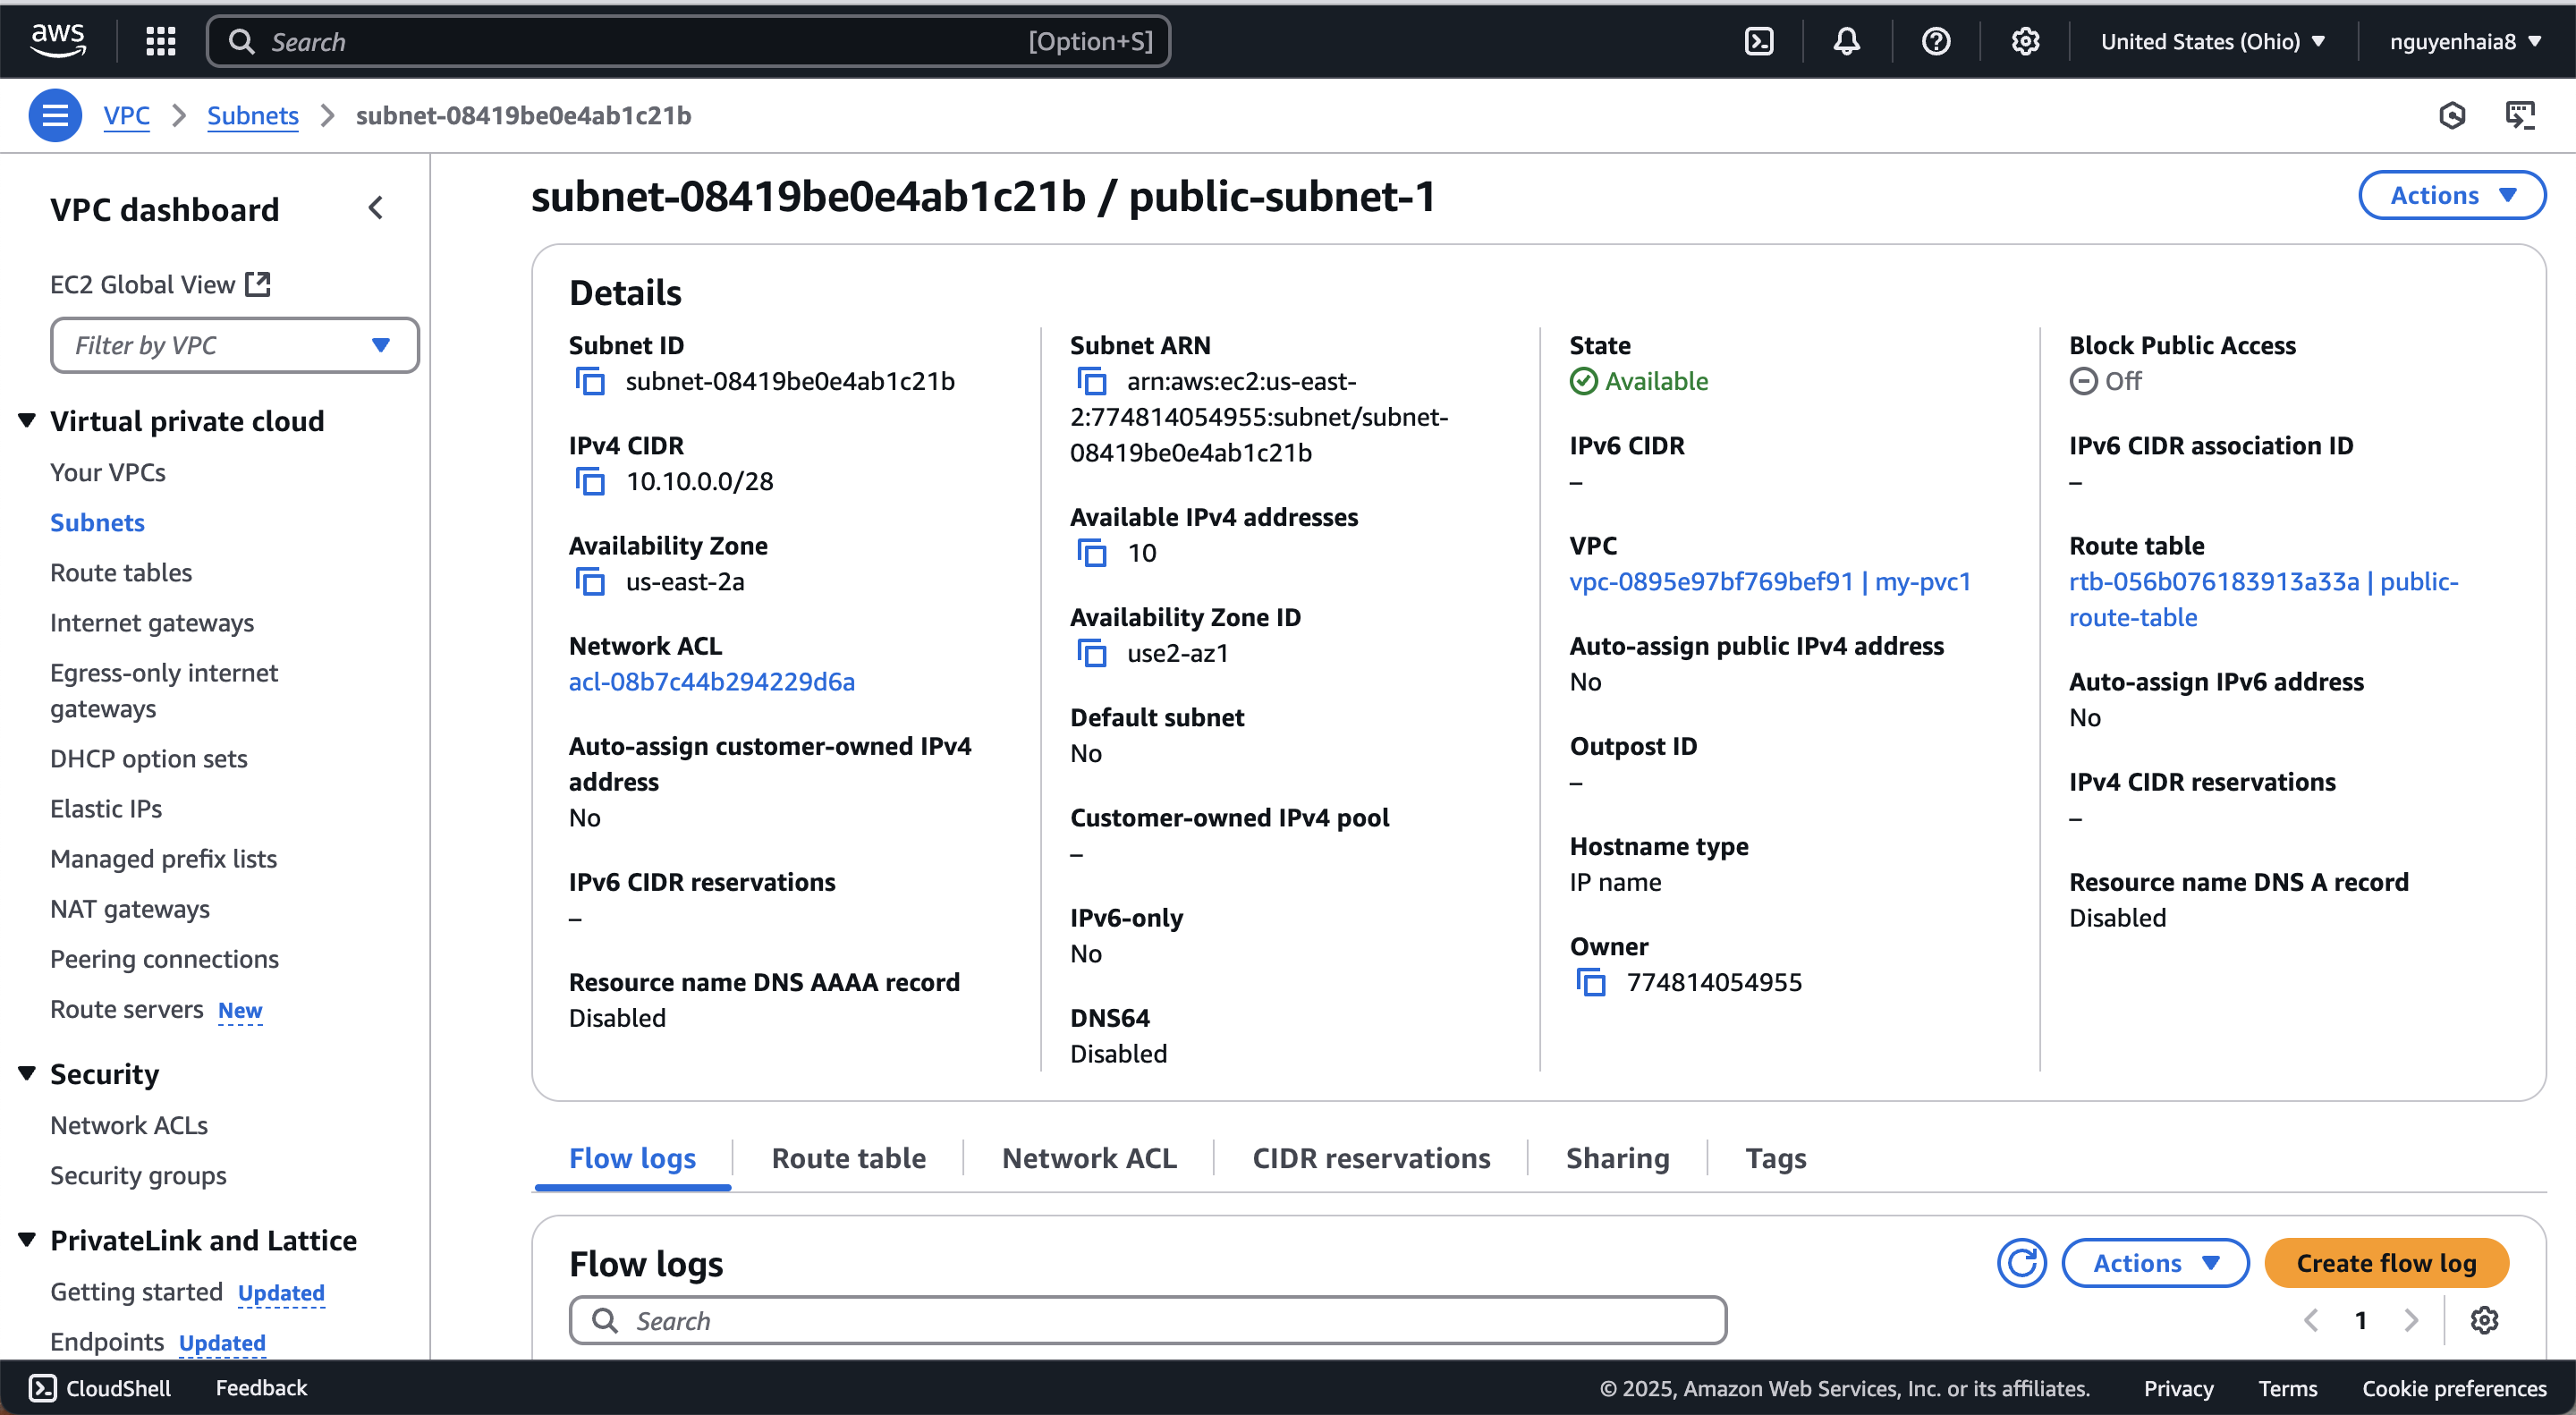 aws
Search
[Option+S]
United States (Ohio)
nguyenhaia8
VPC
Subnets
subnet-08419be0e4ab1c21b
VPC dashboard
EC2 Global View
Filter by VPC
Virtual private cloud
Your VPCs
Subnets
Route tables
Internet gateways
Egress-only internet
gateways
DHCP option sets
Elastic IPs
Managed prefix lists
NAT gateways
Peering connections
Route servers New
Security
Network ACLs
Security groups
PrivateLink and Lattice
Getting started Updated
Endpoints Updated
subnet-08419be0e4ab1c21b / public-subnet-1
Actions
Details
Subnet ID
subnet-08419be0e4ab1c21b
IPv4 CIDR
10.10.0.0/28
Availability Zone
us-east-2a
Network ACL
acl-08b7c44b294229d6a
Auto-assign customer-owned IPv4
address
No
IPv6 CIDR reservations
–
Resource name DNS AAAA record
Disabled
Subnet ARN
arn:aws:ec2:us-east-
2:774814054955:subnet/subnet-
08419be0e4ab1c21b
Available IPv4 addresses
10
Availability Zone ID
use2-az1
Default subnet
No
Customer-owned IPv4 pool
–
IPv6-only
No
DNS64
Disabled
State
Available
IPv6 CIDR
–
VPC
vpc-0895e97bf769bef91 | my-pvc1
Auto-assign public IPv4 address
No
Outpost ID
–
Hostname type
IP name
Owner
774814054955
Block Public Access
Off
IPv6 CIDR association ID
–
Route table
rtb-056b076183913a33a | public-
route-table
Auto-assign IPv6 address
No
IPv4 CIDR reservations
–
Resource name DNS A record
Disabled
Flow logs
Route table
Network ACL
CIDR reservations
Sharing
Tags
Flow logs
Actions
Create flow log
Search
1
CloudShell
Feedback
© 2025, Amazon Web Services, Inc. or its affiliates.
Privacy
Terms
Cookie preferences